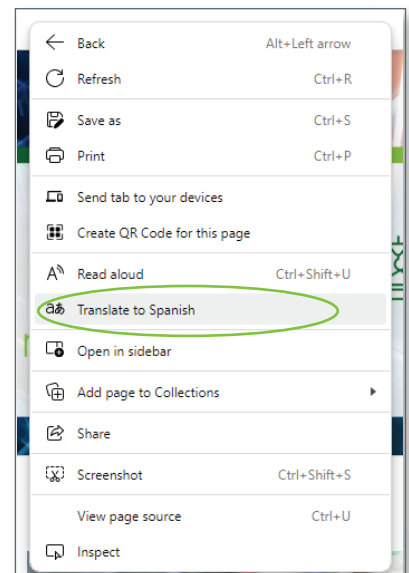 Back Alt+Left arrow
Refresh Ctrl+R
Save as Ctrl+S
Print Ctrl+P
Send tab to your devices
Create QR Code for this page
Read aloud Ctrl+Shift+U
Translate to Spanish
Open in sidebar
Add page to Collections
Share
Screenshot Ctrl+Shift+S
View page source Ctrl+U
Inspect